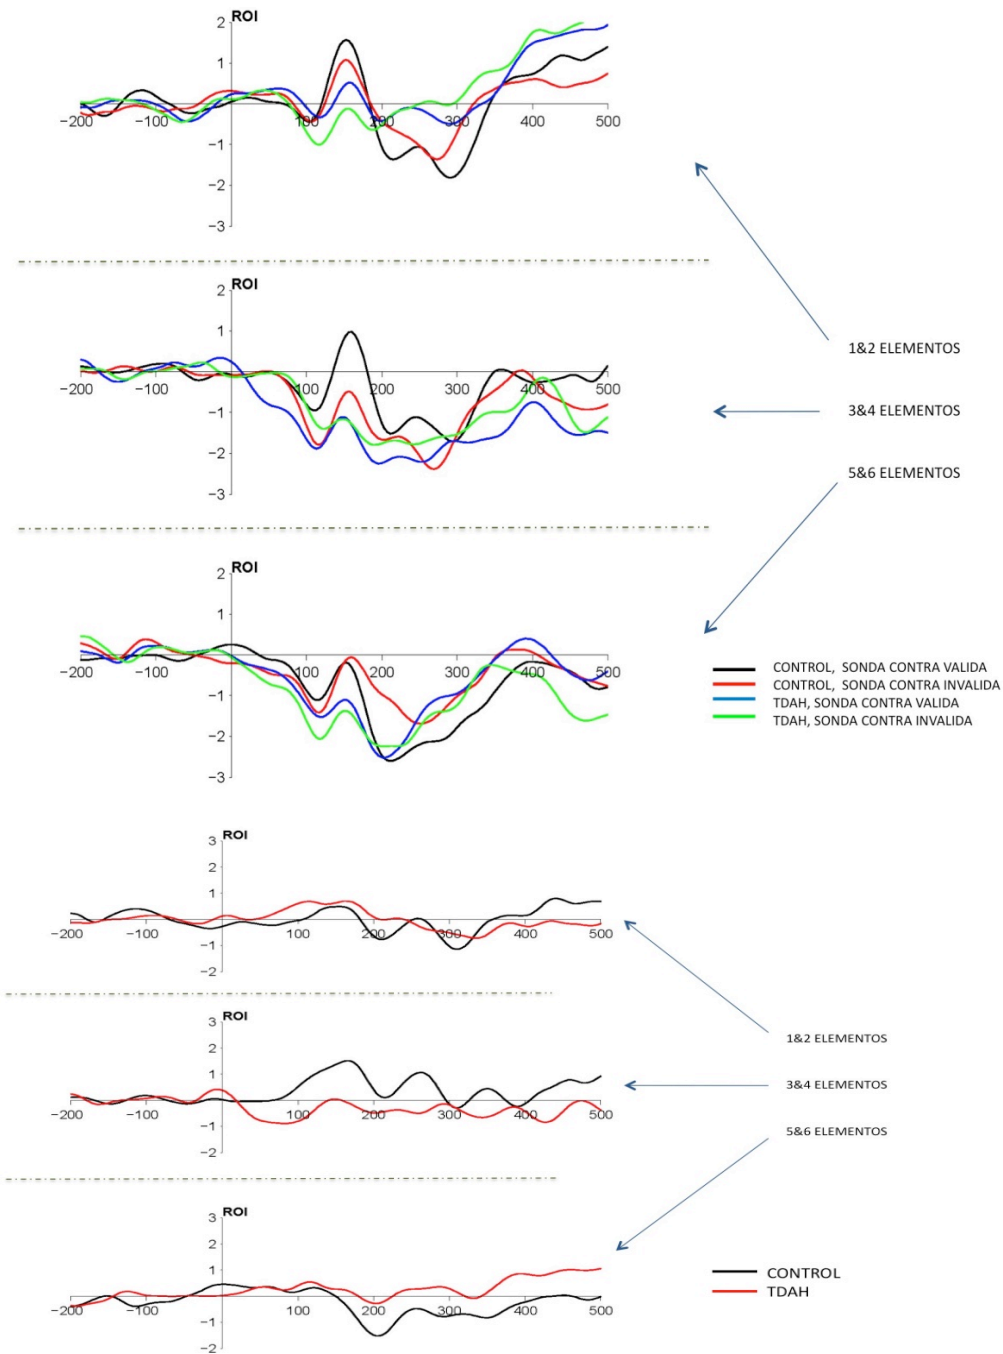 ROI
2
1
−200 −100 100 200 300 400 500
−1
−2
−3
ROI
2
1
−200 −100 100 200 300 400 500
−1
−2
−3
1&2 ELEMENTOS
3&4 ELEMENTOS
5&6 ELEMENTOS
ROI
2
1
−200 −100 100 200 300 400 500
−1
−2
−3
CONTROL, SONDA CONTRA VALIDA
CONTROL, SONDA CONTRA INVALIDA
TDAH, SONDA CONTRA VALIDA
TDAH, SONDA CONTRA INVALIDA
ROI
3
2
1
−200 −100 100 200 300 400 500
−1
−2
ROI
3
2
1
−200 −100 100 200 300 400 500
−1
−2
1&2 ELEMENTOS
3&4 ELEMENTOS
5&6 ELEMENTOS
ROI
3
2
1
−200 −100 100 200 300 400 500
−1
−2
CONTROL
TDAH